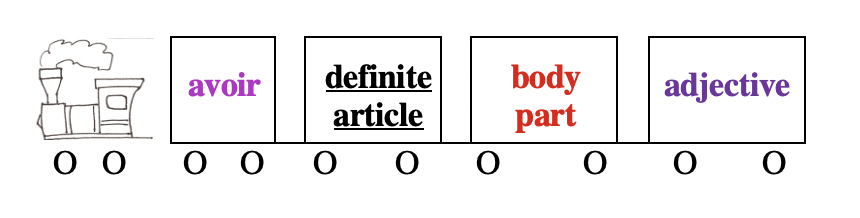 avoir
definite
article
body
part
adjective
O O O O O O O O O O